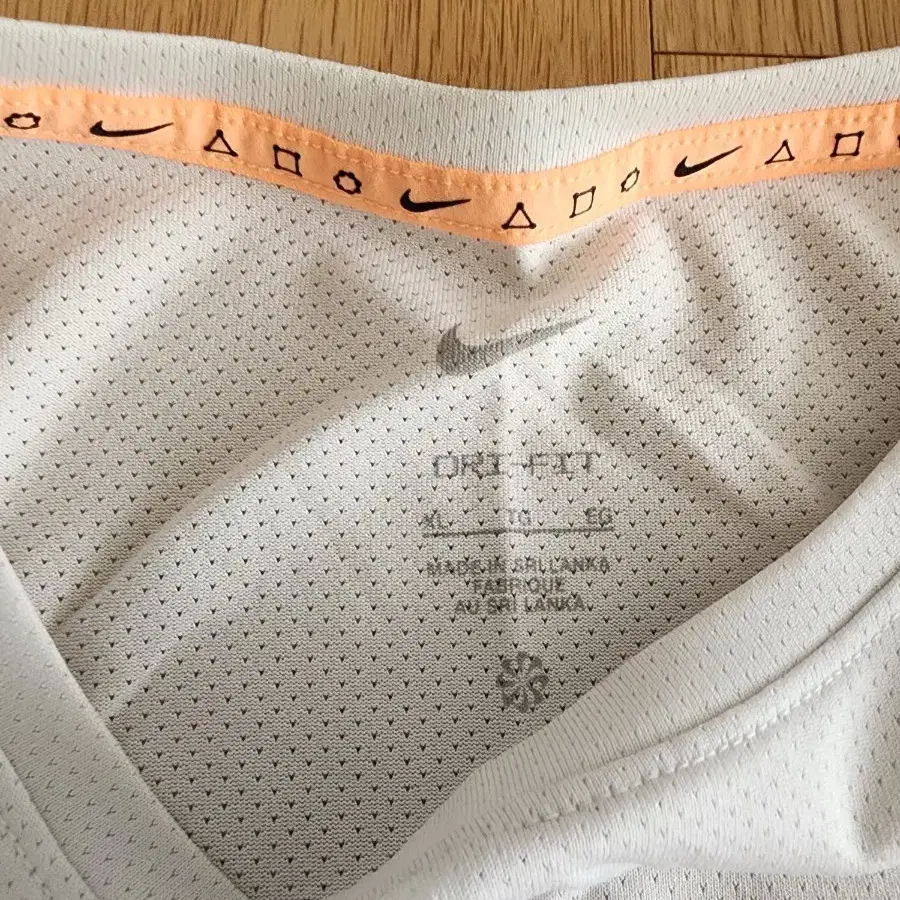 DRI-FIT
XL TG EG
MADE IN SRI LANKA
FABRIQUE
AU SRI LANKA